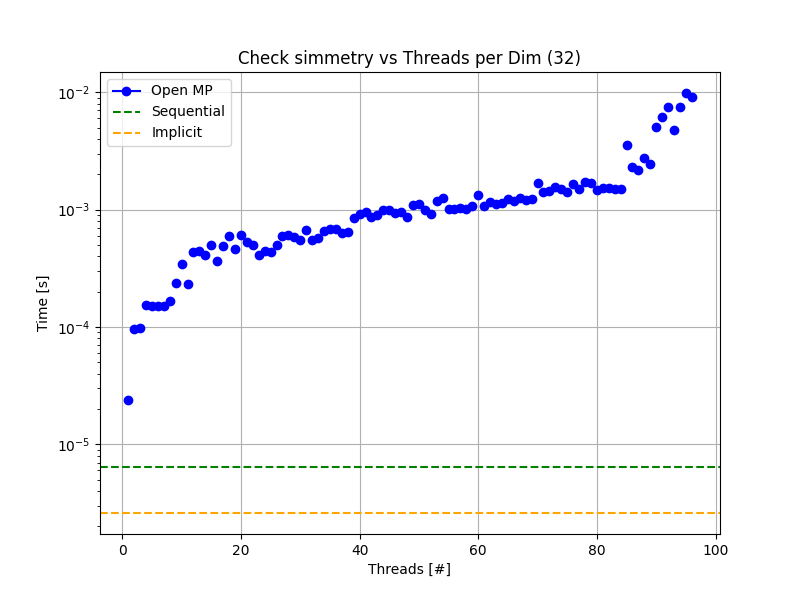 Check simmetry vs Threads per Dim (32)
Open MP
Sequential
Implicit
10⁻²
10⁻³
10⁻⁴
10⁻⁵
Time [s]
0 20 40 60 80 100
Threads [#]